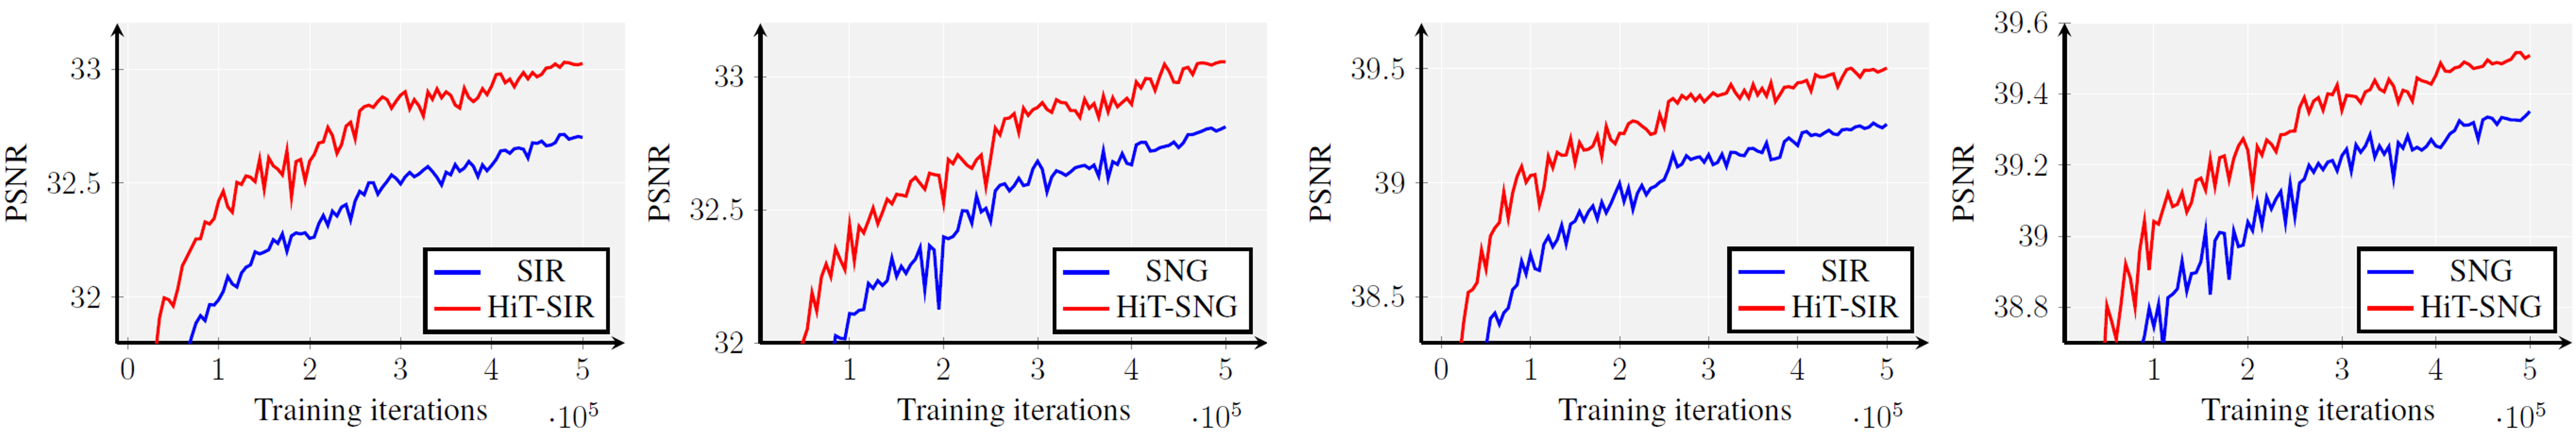 PSNR
33
32.5
32
0 1 2 3 4 5
Training iterations
·10⁵
SIR
HiT-SIR
PSNR
33
32.5
32
1 2 3 4 5
Training iterations
·10⁵
SNG
HiT-SNG
PSNR
39.5
39
38.5
0 1 2 3 4 5
Training iterations
·10⁵
SIR
HiT-SIR
PSNR
39.6
39.4
39.2
39
38.8
1 2 3 4 5
Training iterations
·10⁵
SNG
HiT-SNG